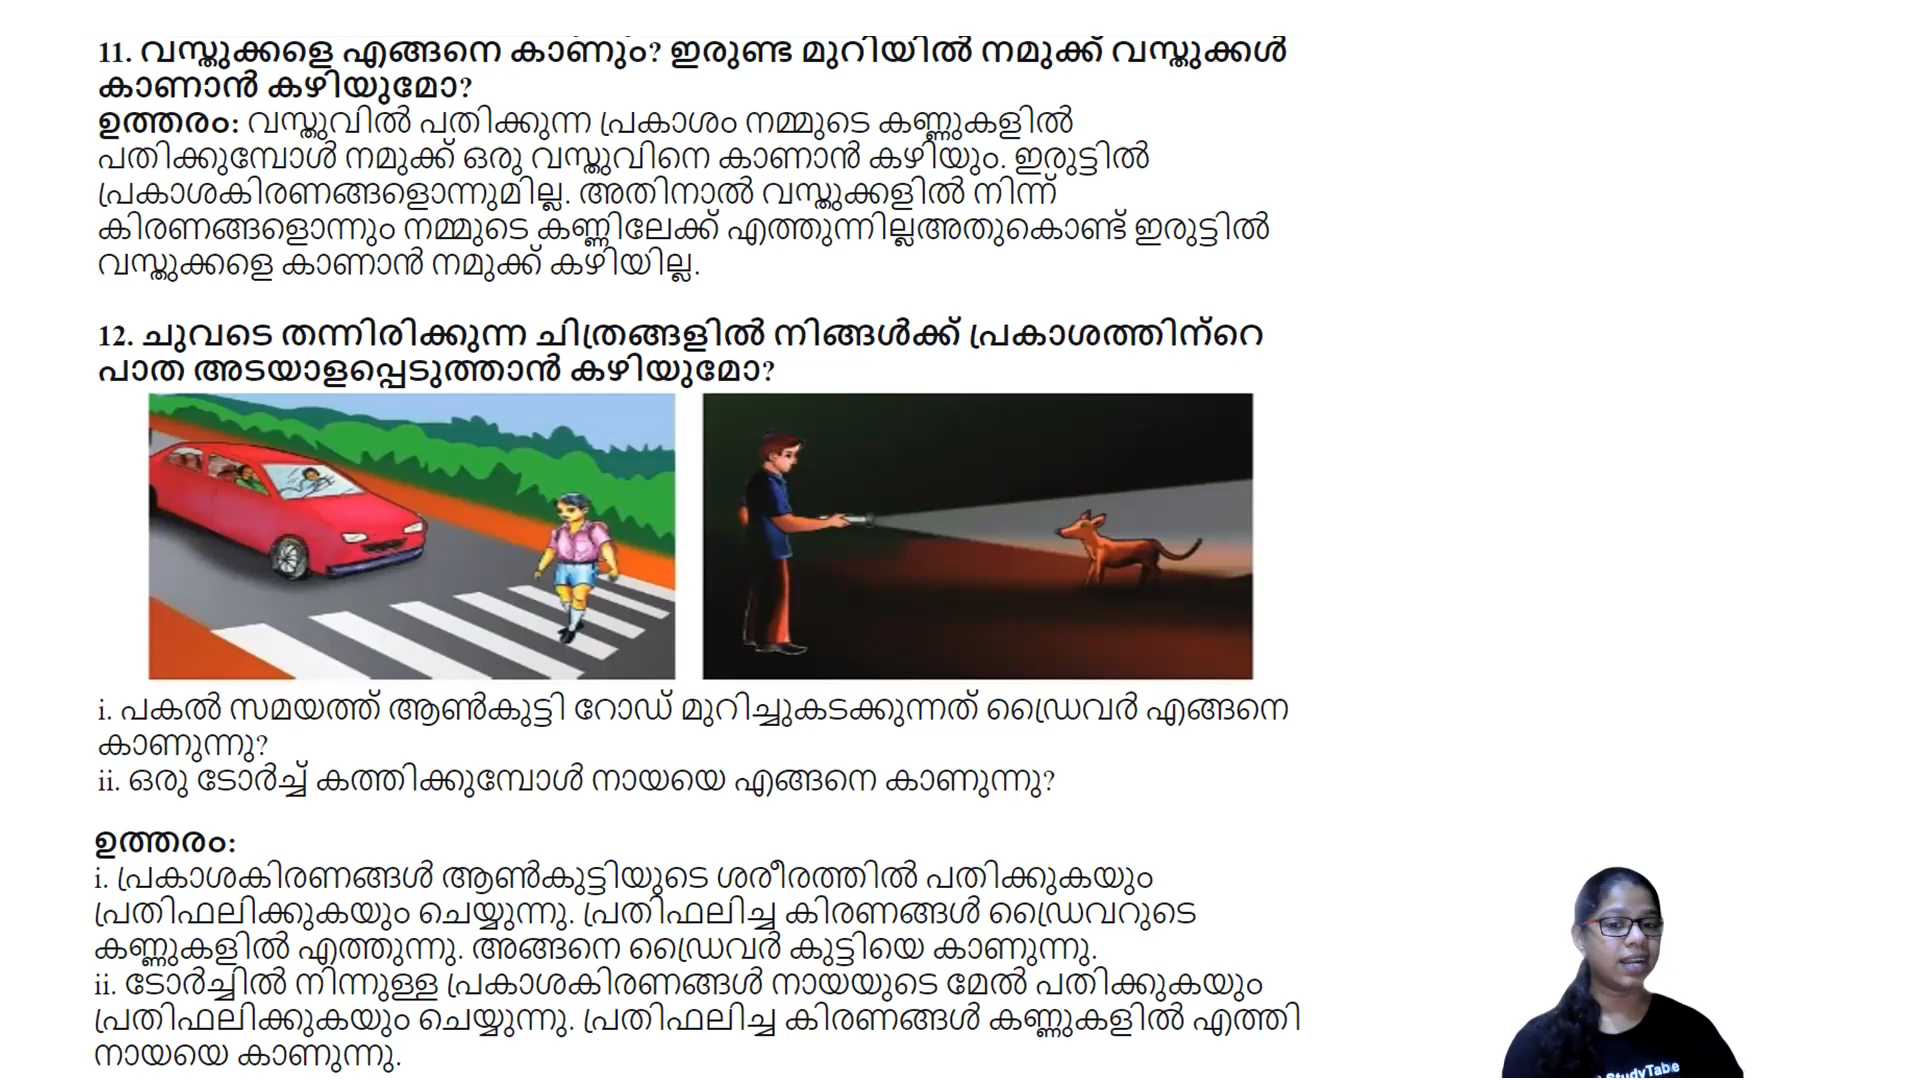 11. വസ്തുക്കളെ എങ്ങനെ കാണും? ഇരുണ്ട മുറിയിൽ നമുക്ക് വസ്തുക്കൾ
കാണാൻ കഴിയുമോ?
ഉത്തരം: വസ്തുവിൽ പതിക്കുന്ന പ്രകാശം നമ്മുടെ കണ്ണുകളിൽ
പതിക്കുമ്പോൾ നമുക്ക് ഒരു വസ്തുവിനെ കാണാൻ കഴിയും. ഇരുട്ടിൽ
പ്രകാശകിരണങ്ങളൊന്നുമില്ല. അതിനാൽ വസ്തുക്കളിൽ നിന്ന്
കിരണങ്ങളൊന്നും നമ്മുടെ കണ്ണിലേക്ക് എത്തുന്നില്ലഅതുകൊണ്ട് ഇരുട്ടിൽ
വസ്തുക്കളെ കാണാൻ നമുക്ക് കഴിയില്ല.
12. ചുവടെ തന്നിരിക്കുന്ന ചിത്രങ്ങളിൽ നിങ്ങൾക്ക് പ്രകാശത്തിന്റെ
പാത അടയാളപ്പെടുത്താൻ കഴിയുമോ?
i. പകൽ സമയത്ത് ആൺകുട്ടി റോഡ് മുറിച്ചുകടക്കുന്നത് ഡ്രൈവർ എങ്ങനെ
കാണുന്നു?
ii. ഒരു ടോർച്ച് കത്തിക്കുമ്പോൾ നായയെ എങ്ങനെ കാണുന്നു?
ഉത്തരം:
i. പ്രകാശകിരണങ്ങൾ ആൺകുട്ടിയുടെ ശരീരത്തിൽ പതിക്കുകയും
പ്രതിഫലിക്കുകയും ചെയ്യുന്നു. പ്രതിഫലിച്ച കിരണങ്ങൾ ഡ്രൈവറുടെ
കണ്ണുകളിൽ എത്തുന്നു. അങ്ങനെ ഡ്രൈവർ കുട്ടിയെ കാണുന്നു.
ii. ടോർച്ചിൽ നിന്നുള്ള പ്രകാശകിരണങ്ങൾ നായയുടെ മേൽ പതിക്കുകയും
പ്രതിഫലിക്കുകയും ചെയ്യുന്നു. പ്രതിഫലിച്ച കിരണങ്ങൾ കണ്ണുകളിൽ എത്തി
നായയെ കാണുന്നു.
StudyTable